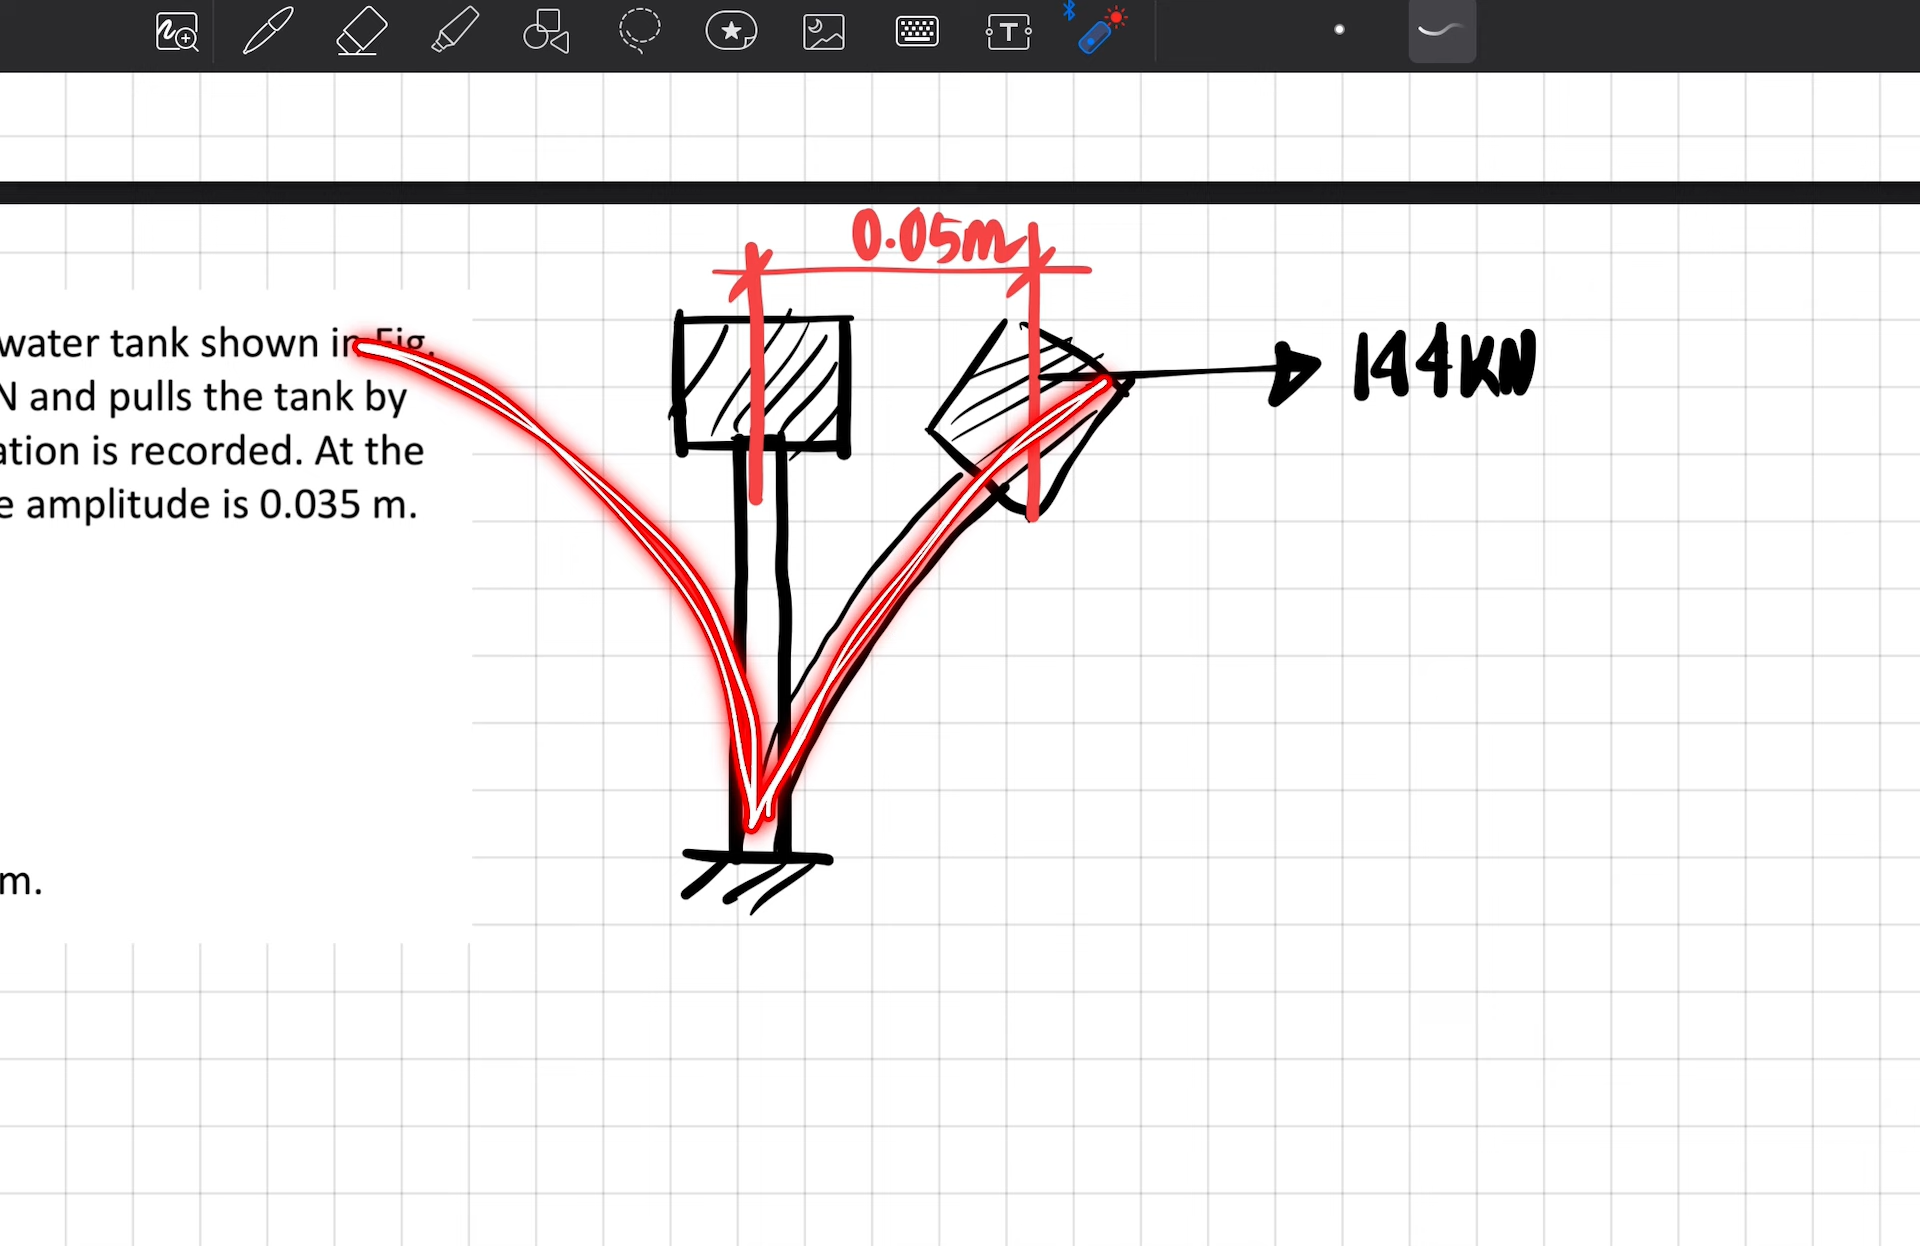 0.05m
water tank shown in Fig.
N and pulls the tank by
ation is recorded. At the
e amplitude is 0.035 m.
144KN
m.